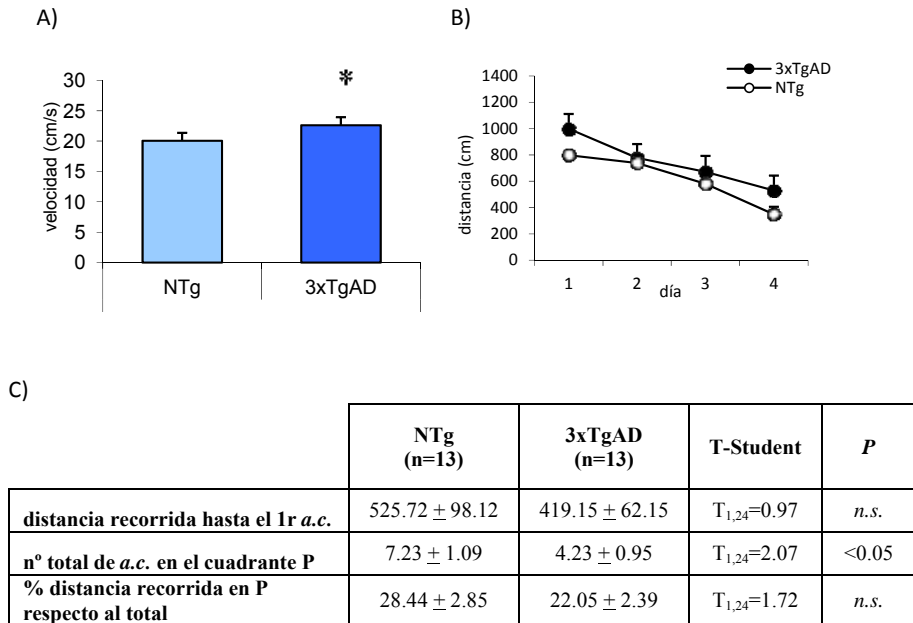 A)
velocidad (cm/s)
30
25
20
15
10
5
0
*
NTg
3xTgAD
B)
distancia (cm)
1400
1200
1000
800
600
400
200
0
3xTgAD
NTg
1
2
3
4
día
C)
NTg (n=13) 3xTgAD (n=13) T-Student P
distancia recorrida hasta el 1r a.c. 525.72 ± 98.12 419.15 ± 62.15 T1,24=0.97 n.s.
nº total de a.c. en el cuadrante P 7.23 ± 1.09 4.23 ± 0.95 T1,24=2.07 <0.05
% distancia recorrida en P
respecto al total 28.44 ± 2.85 22.05 ± 2.39 T1,24=1.72 n.s.